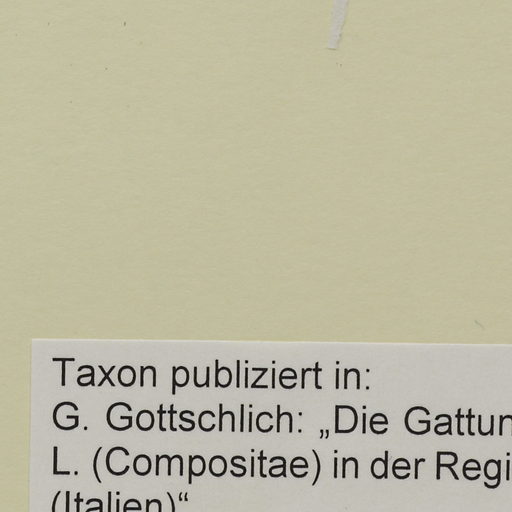 Taxon publiziert in:
G. Gottschlich: „Die Gattun
L. (Compositae) in der Regi
(Italien)“